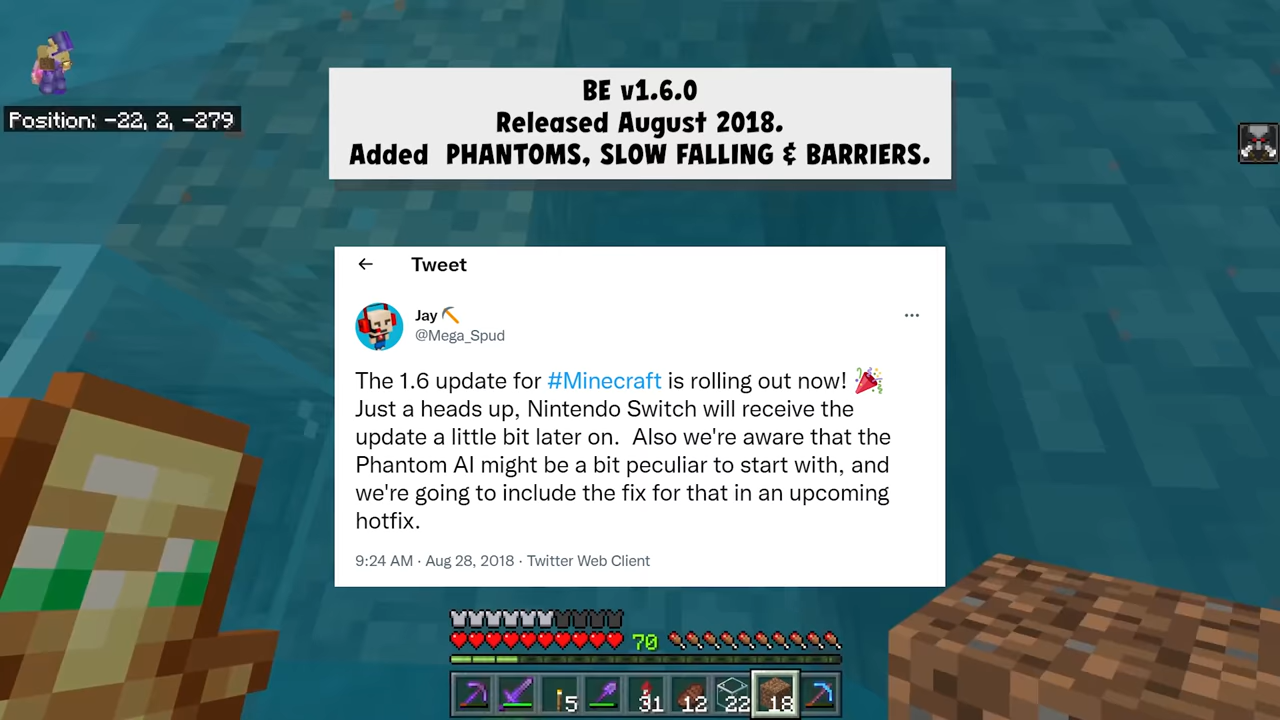 BE v1.6.0
Released August 2018.
Added PHANTOMS, SLOW FALLING & BARRIERS.
Position: -22, 2, -279
Tweet
Jay
@Mega_Spud
The 1.6 update for #Minecraft is rolling out now!
Just a heads up, Nintendo Switch will receive the
update a little bit later on. Also we're aware that the
Phantom AI might be a bit peculiar to start with, and
we're going to include the fix for that in an upcoming
hotfix.
9:24 AM · Aug 28, 2018 · Twitter Web Client
70
5 31 12 22 18